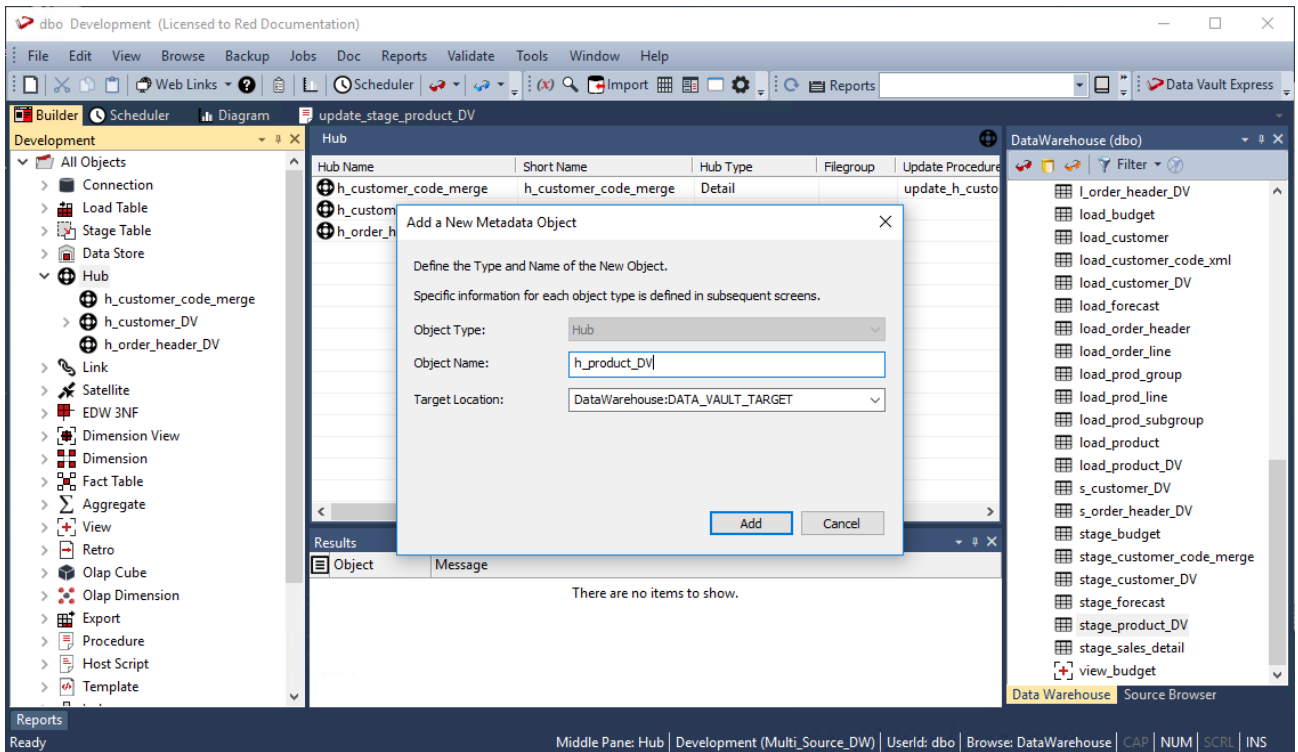 dbo Development (Licensed to Red Documentation)
File Edit View Browse Backup Jobs Doc Reports Validate Tools Window Help
Web Links Scheduler (x) Import Reports Data Vault Express
Builder Scheduler Diagram update_stage_product_DV
Development
All Objects
Connection
Load Table
Stage Table
Data Store
Hub
h_customer_code_merge
h_customer_DV
h_order_header_DV
Link
Satellite
EDW 3NF
Dimension View
Dimension
Fact Table
Aggregate
View
Retro
Olap Cube
Olap Dimension
Export
Procedure
Host Script
Template
Hub
Hub Name Short Name Hub Type Filegroup Update Procedure
h_customer_code_merge h_customer_code_merge Detail update_h_custo
h_custom
h_order_h
Add a New Metadata Object
Define the Type and Name of the New Object.
Specific information for each object type is defined in subsequent screens.
Object Type: Hub
Object Name: h_product_DV
Target Location: DataWarehouse:DATA_VAULT_TARGET
Add Cancel
Results
Object Message
There are no items to show.
DataWarehouse (dbo)
Filter
l_order_header_DV
load_budget
load_customer
load_customer_code_xml
load_customer_DV
load_forecast
load_order_header
load_order_line
load_prod_group
load_prod_line
load_prod_subgroup
load_product
load_product_DV
s_customer_DV
s_order_header_DV
stage_budget
stage_customer_code_merge
stage_customer_DV
stage_forecast
stage_product_DV
stage_sales_detail
view_budget
Data Warehouse Source Browser
Reports
Ready Middle Pane: Hub Development (Multi_Source_DW) UserId: dbo Browse: DataWarehouse CAP NUM SCRL INS